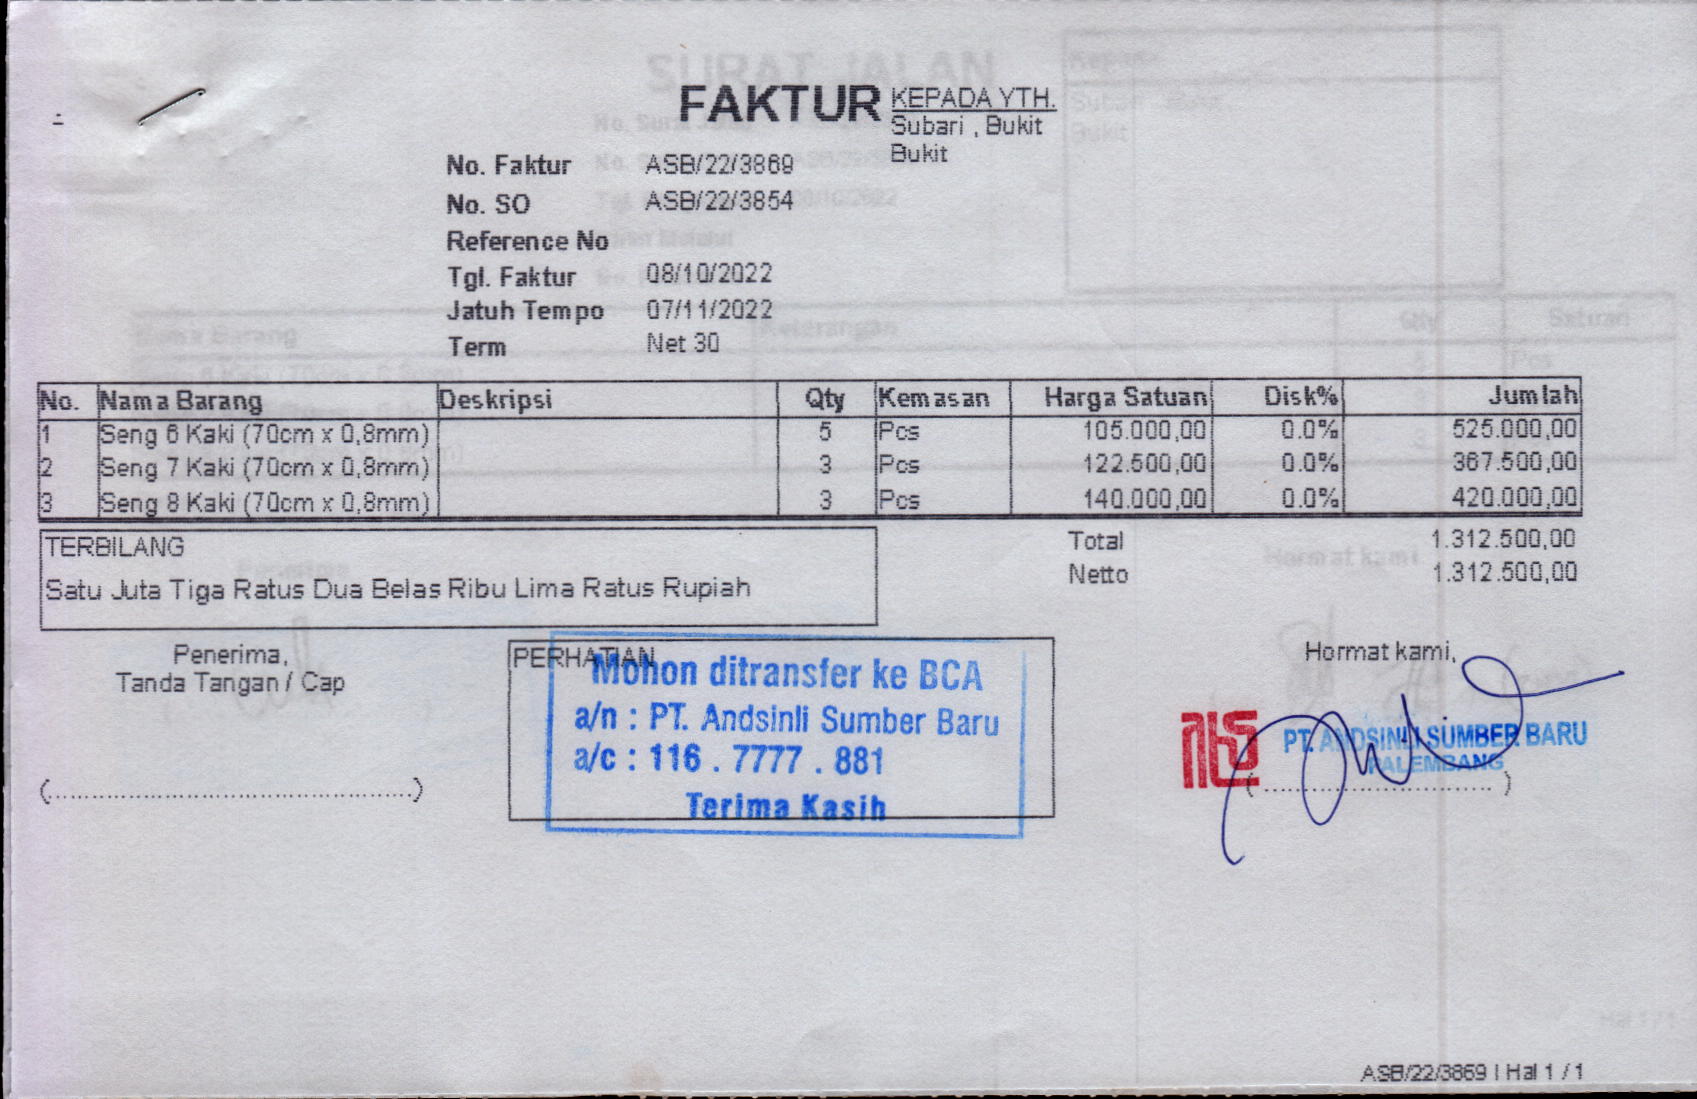 FAKTUR
KEPADA YTH.
Subari , Bukit
Bukit
No. Faktur ASB/22/3869
No. SO ASB/22/3854
Reference No
Tgl. Faktur 08/10/2022
Jatuh Tempo 07/11/2022
Term Net 30
No. Nama Barang Deskripsi Qty Kemasan Harga Satuan Disk% Jumlah
1 Seng 6 Kaki (70cm x 0,8mm) 5 Pcs 105.000,00 0.0% 525.000,00
2 Seng 7 Kaki (70cm x 0,8mm) 3 Pcs 122.500,00 0.0% 367.500,00
3 Seng 8 Kaki (70cm x 0,8mm) 3 Pcs 140.000,00 0.0% 420.000,00
TERBILANG
Satu Juta Tiga Ratus Dua Belas Ribu Lima Ratus Rupiah
Total 1.312.500,00
Netto 1.312.500,00
Penerima,
Tanda Tangan / Cap
(..............................................)
PERHATIAN
Mohon ditransfer ke BCA
a/n : PT. Andsinli Sumber Baru
a/c : 116 . 7777 . 881
Terima Kasih
Hormat kami,
PT. ANDSINLI SUMBER BARU
PALEMBANG
(..............................)
ASB/22/3869 | Hal 1 / 1